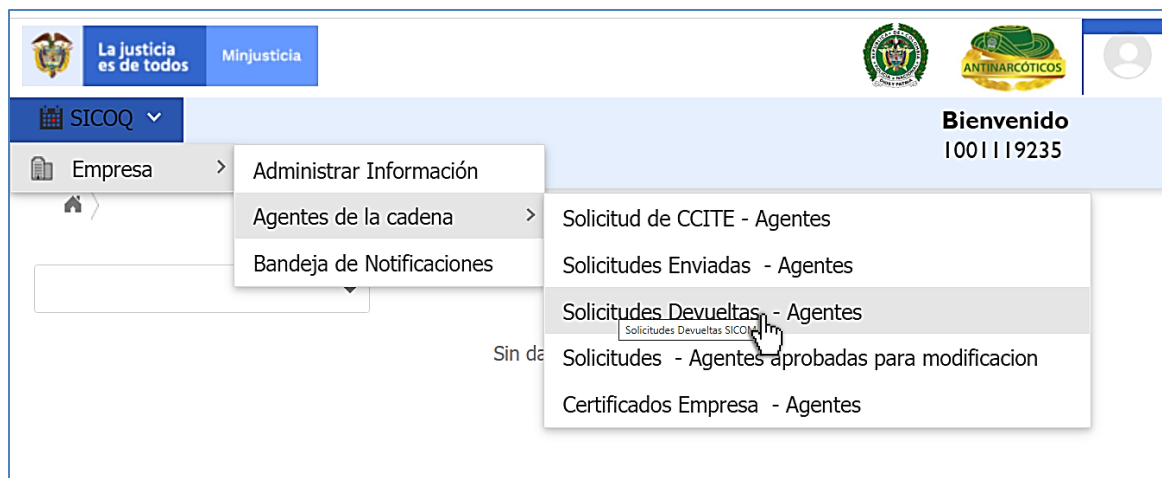 La justicia
es de todos
Minjusticia
ANTINARCÓTICOS
SICOQ
Bienvenido
1001119235
Empresa
Administrar Información
Agentes de la cadena
Bandeja de Notificaciones
Solicitud de CCITE - Agentes
Solicitudes Enviadas - Agentes
Solicitudes Devueltas - Agentes
Solicitudes Devueltas
Solicitudes - Agentes aprobadas para modificacion
Certificados Empresa - Agentes
Sin